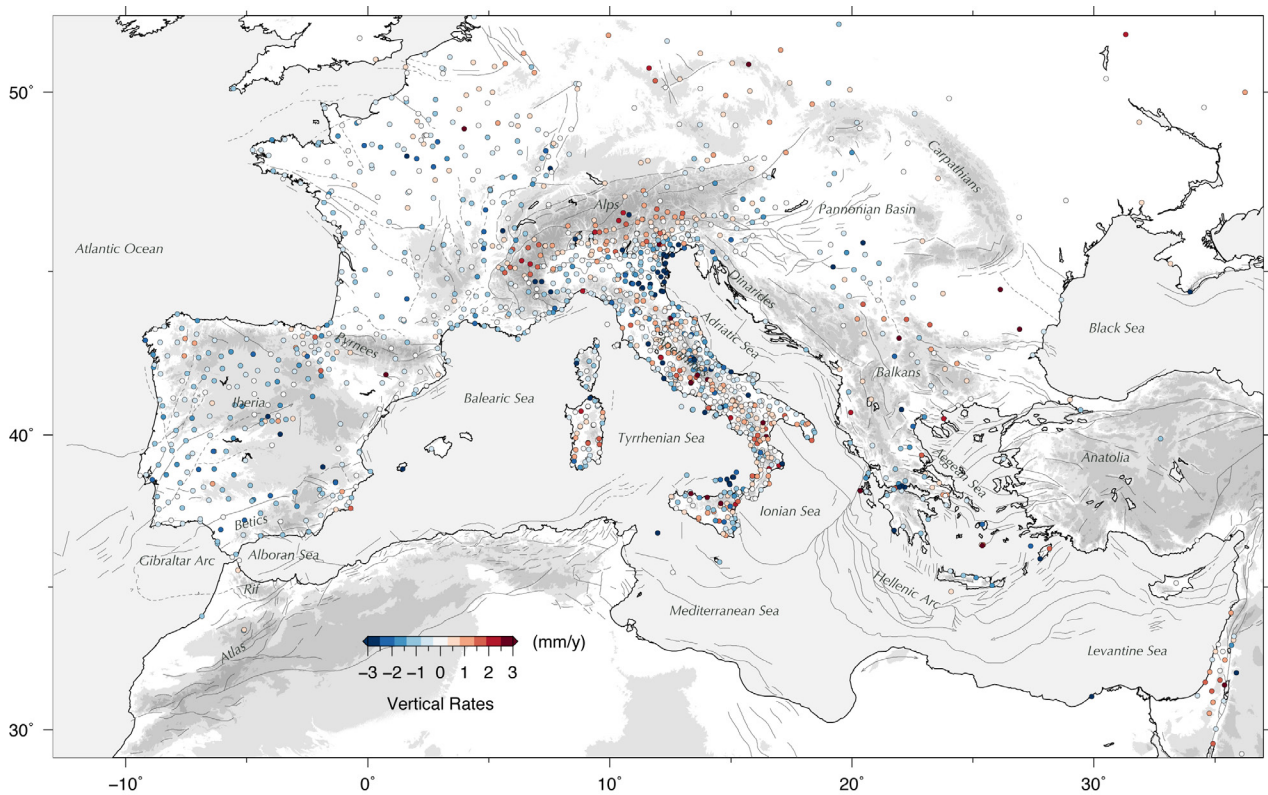 50°
Carpathians
Alps
Pannonian Basin
Atlantic Ocean
Dinarides
Adriatic Sea
Black Sea
Pyrnees
Apennines
Balkans
Iberia
Balearic Sea
40°
Tyrrhenian Sea
Aegean Sea
Anatolia
Ionian Sea
Betics
Gibraltar Arc
Alboran Sea
Rif
Hellenic Arc
Mediterranean Sea
Atlas
(mm/y)
Levantine Sea
−3 −2 −1 0 1 2 3
Vertical Rates
30°
−10° 0° 10° 20° 30°